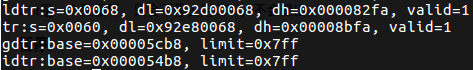 ldtr:s=0x0068, dl=0x92d00068, dh=0x000082fa, valid=1
tr:s=0x0060, dl=0x92e80068, dh=0x00008bfa, valid=1
gdtr:base=0x00005cb8, limit=0x7ff
idtr:base=0x000054b8, limit=0x7ff